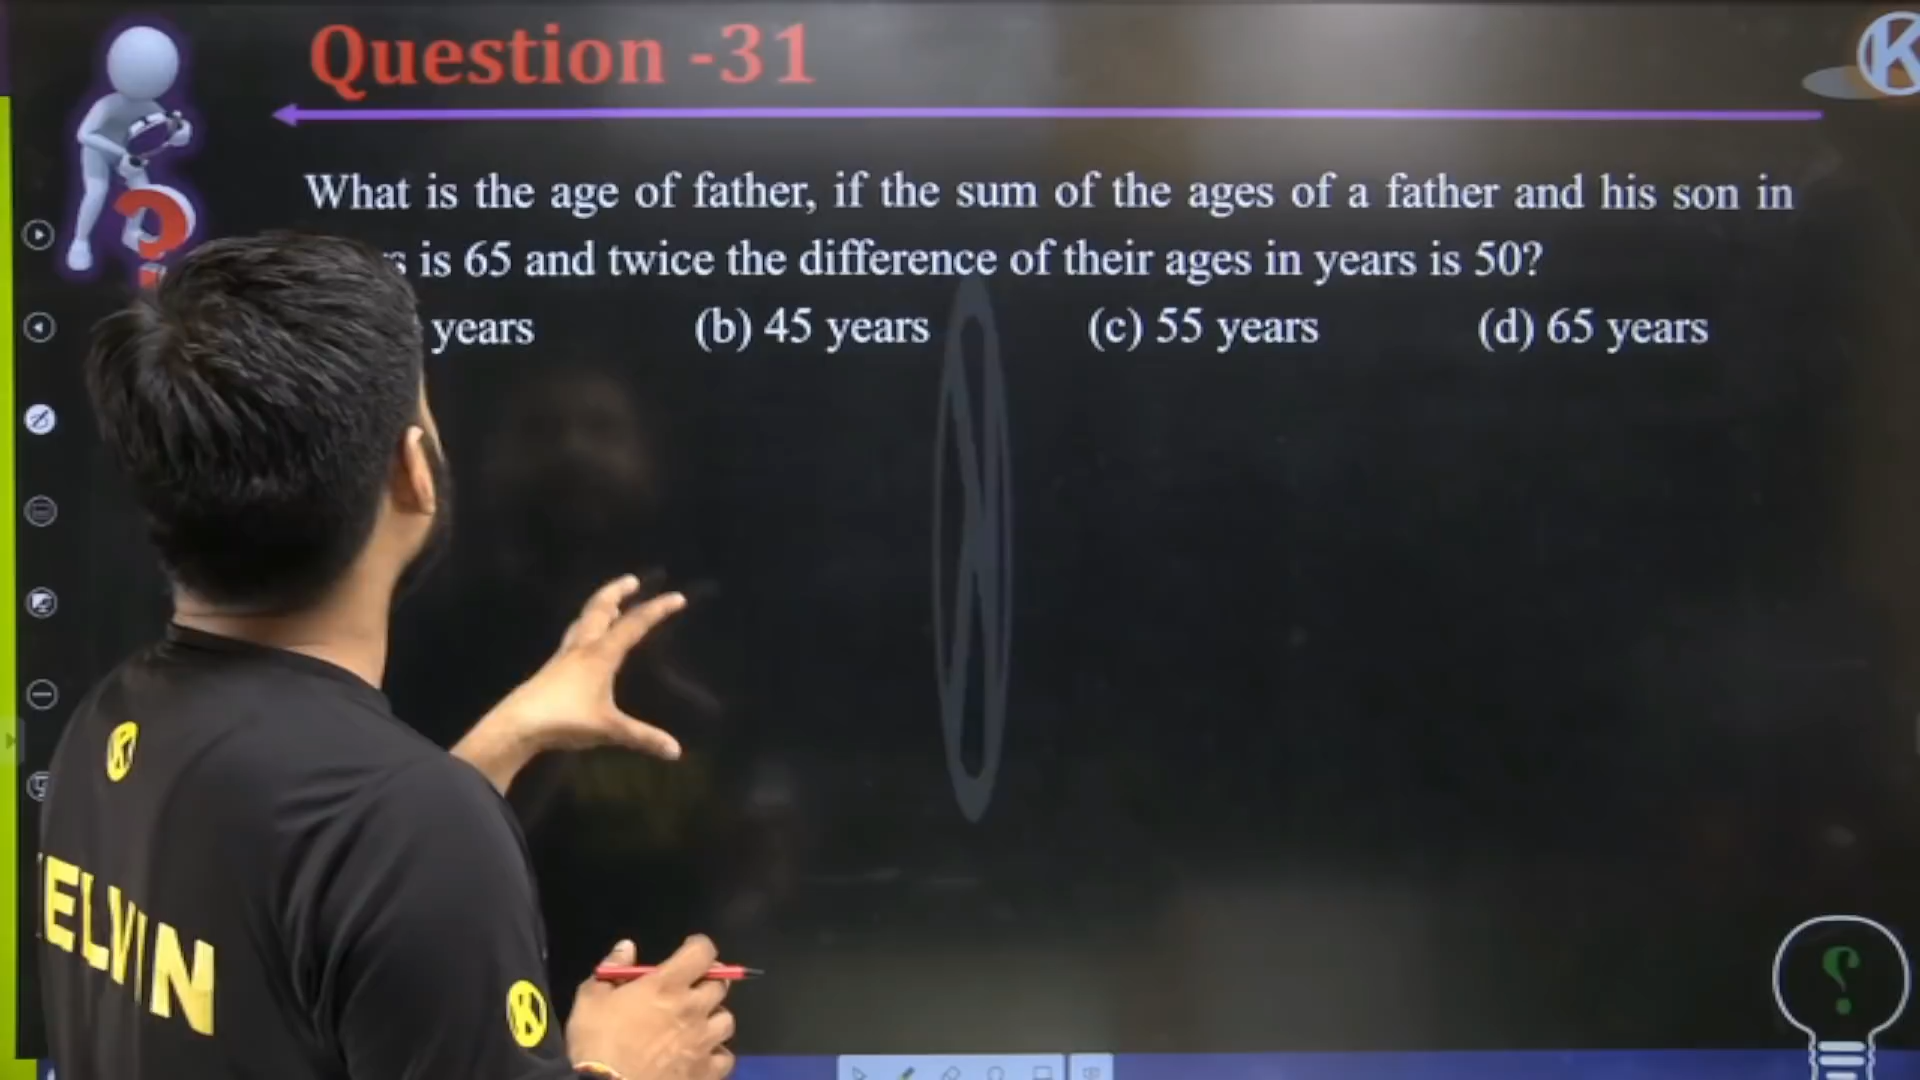 Question -31
K
What is the age of father, if the sum of the ages of a father and his son in
is 65 and twice the difference of their ages in years is 50?
years (b) 45 years (c) 55 years (d) 65 years
K
ELVIN
K
?